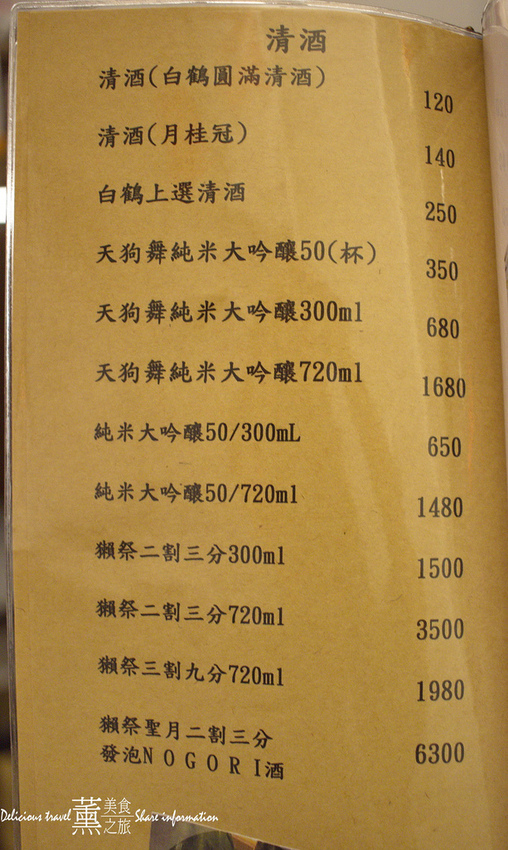 清酒
清酒(白鶴圓滿清酒) 120
清酒(月桂冠) 140
白鶴上選清酒 250
天狗舞純米大吟釀50(杯) 350
天狗舞純米大吟釀300ml 680
天狗舞純米大吟釀720ml 1680
純米大吟釀50/300mL 650
純米大吟釀50/720ml 1480
獺祭二割三分300ml 1500
獺祭二割三分720ml 3500
獺祭三割九分720ml 1980
獺祭聖月二割三分
發泡NOGORI酒 6300
Delicious travel 薰美食之旅 Share information